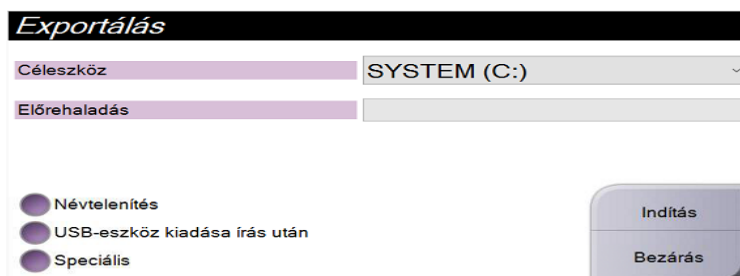 Exportálás
Céleszköz SYSTEM (C:)
Előrehaladás
Névtelenítés
USB-eszköz kiadása írás után
Speciális
Indítás
Bezárás